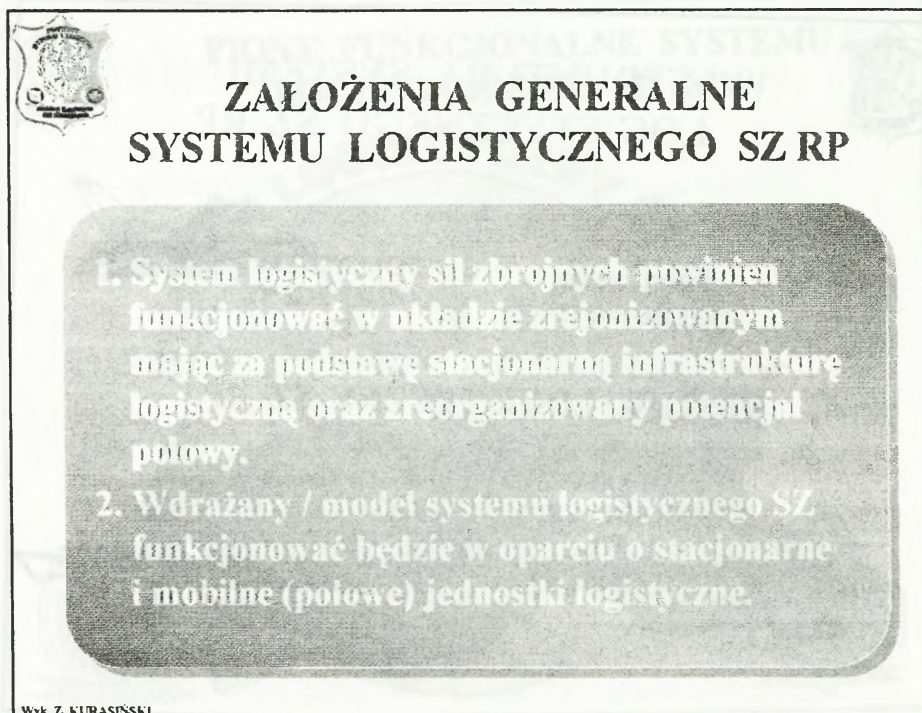 ZAŁOŻENIA GENERALNE
SYSTEMU LOGISTYCZNEGO SZ RP
1. System logistyczny sił zbrojnych powinien
funkcjonować w układzie zrejonizowanym
mając za podstawę stacjonarną infrastrukturę
logistyczną oraz zreorganizowany potencjał
polowy.
2. Wdrażany / model systemu logistycznego SZ
funkcjonować będzie w oparciu o stacjonarne
i mobilne (polowe) jednostki logistyczne.
Wyk. Z. KURASIŃSKI